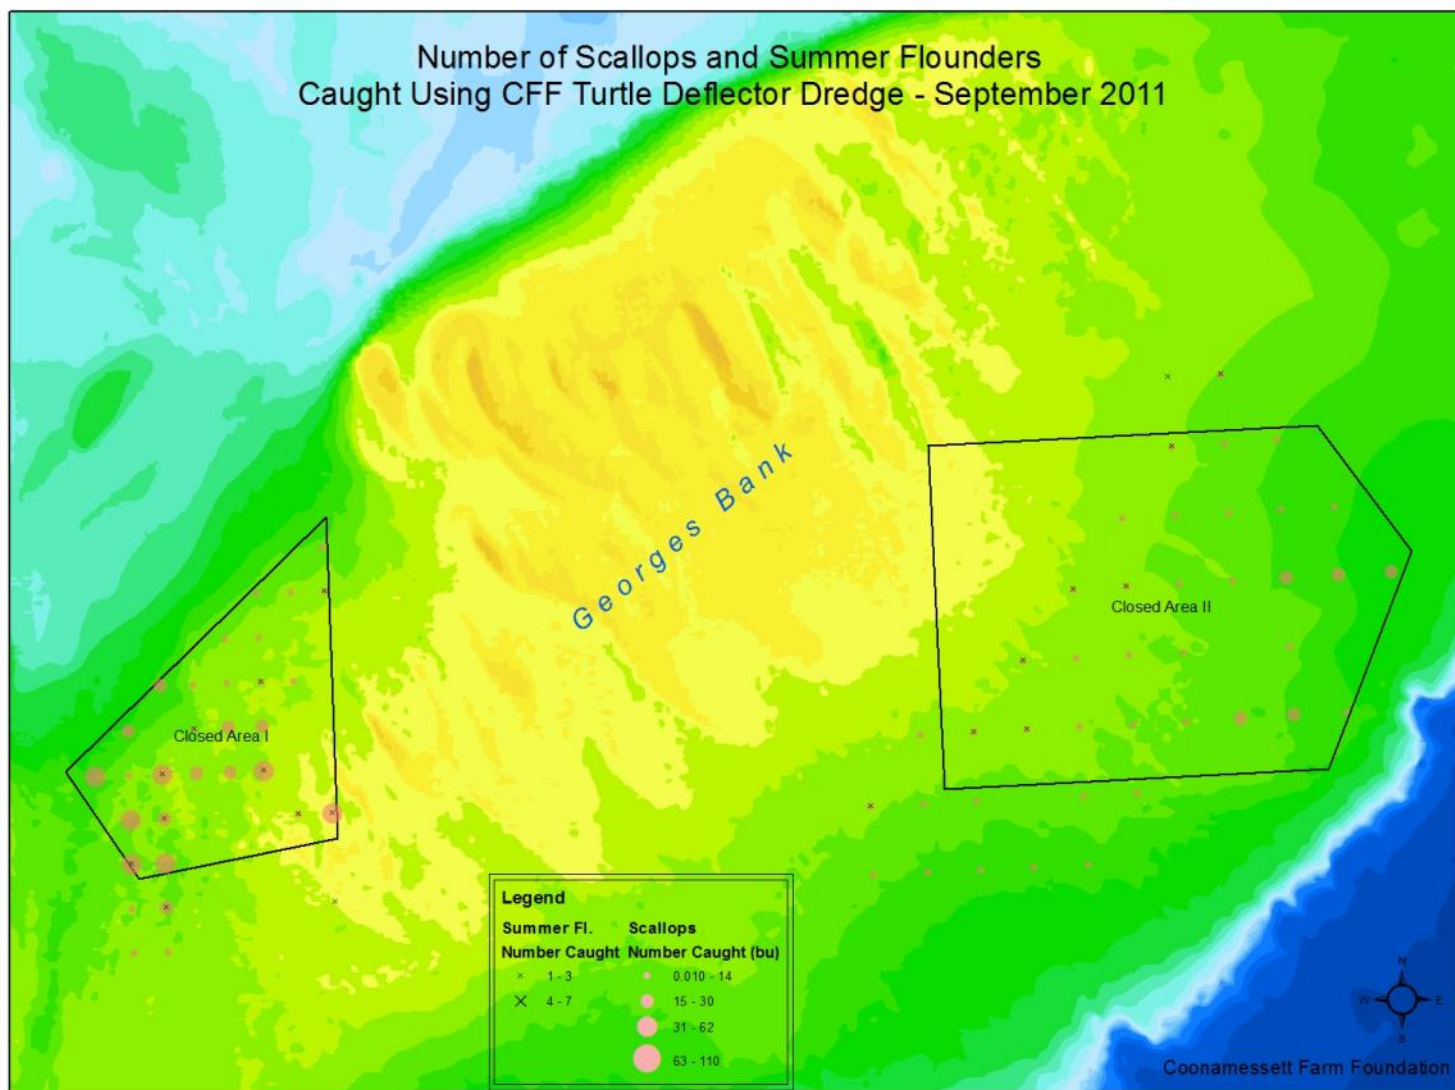 Number of Scallops and Summer Flounders
Caught Using CFF Turtle Deflector Dredge - September 2011
Georges Bank
Closed Area II
Closed Area I
Legend
Summer Fl. Scallops
Number Caught Number Caught (bu)
1 - 3 0.010 - 14
4 - 7 15 - 30
31 - 62
63 - 110
N
W E
S
Coonamessett Farm Foundation